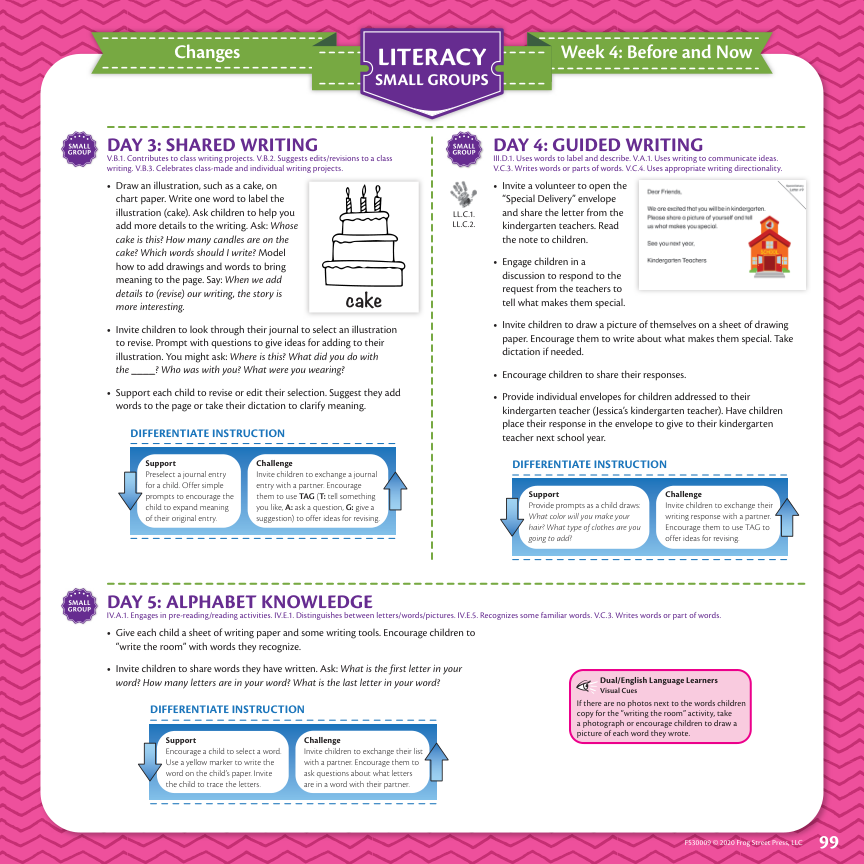 Changes
LITERACY
SMALL GROUPS
Week 4: Before and Now
SMALL
GROUP
DAY 3: SHARED WRITING
V.B.1. Contributes to class writing projects. V.B.2. Suggests edits/revisions to a class
writing. V.B.3. Celebrates class-made and individual writing projects.
• Draw an illustration, such as a cake, on
chart paper. Write one word to label the
illustration (cake). Ask children to help you
add more details to the writing. Ask: Whose
cake is this? How many candles are on the
cake? Which words should I write? Model
how to add drawings and words to bring
meaning to the page. Say: When we add
details to (revise) our writing, the story is
more interesting.
cake
• Invite children to look through their journal to select an illustration
to revise. Prompt with questions to give ideas for adding to their
illustration. You might ask: Where is this? What did you do with
the _____? Who was with you? What were you wearing?
• Support each child to revise or edit their selection. Suggest they add
words to the page or take their dictation to clarify meaning.
DIFFERENTIATE INSTRUCTION
Support
Preselect a journal entry
for a child. Offer simple
prompts to encourage the
child to expand meaning
of their original entry.
Challenge
Invite children to exchange a journal
entry with a partner. Encourage
them to use TAG (T: tell something
you like, A: ask a question, G: give a
suggestion) to offer ideas for revising.
SMALL
GROUP
DAY 4: GUIDED WRITING
III.D.1. Uses words to label and describe. V.A.1. Uses writing to communicate ideas.
V.C.3. Writes words or parts of words. V.C.4. Uses appropriate writing directionality.
LL.C.1.
LL.C.2.
• Invite a volunteer to open the
"Special Delivery" envelope
and share the letter from the
kindergarten teachers. Read
the note to children.
Dear Friends,
We are excited that you will be in kindergarten.
Please share a picture of yourself and tell
us what makes you special.
See you next year,
Kindergarten Teachers
SCHOOL
• Engage children in a
discussion to respond to the
request from the teachers to
tell what makes them special.
• Invite children to draw a picture of themselves on a sheet of drawing
paper. Encourage them to write about what makes them special. Take
dictation if needed.
• Encourage children to share their responses.
• Provide individual envelopes for children addressed to their
kindergarten teacher (Jessica's kindergarten teacher). Have children
place their response in the envelope to give to their kindergarten
teacher next school year.
DIFFERENTIATE INSTRUCTION
Support
Provide prompts as a child draws:
What color will you make your
hair? What type of clothes are you
going to add?
Challenge
Invite children to exchange their
writing response with a partner.
Encourage them to use TAG to
offer ideas for revising.
SMALL
GROUP
DAY 5: ALPHABET KNOWLEDGE
IV.A.1. Engages in pre-reading/reading activities. IV.E.1. Distinguishes between letters/words/pictures. IV.E.5. Recognizes some familiar words. V.C.3. Writes words or part of words.
• Give each child a sheet of writing paper and some writing tools. Encourage children to
"write the room" with words they recognize.
• Invite children to share words they have written. Ask: What is the first letter in your
word? How many letters are in your word? What is the last letter in your word?
DIFFERENTIATE INSTRUCTION
Support
Encourage a child to select a word.
Use a yellow marker to write the
word on the child's paper. Invite
the child to trace the letters.
Challenge
Invite children to exchange their list
with a partner. Encourage them to
ask questions about what letters
are in a word with their partner.
Dual/English Language Learners
Visual Cues
If there are no photos next to the words children
copy for the "writing the room" activity, take
a photograph or encourage children to draw a
picture of each word they wrote.
FS30009 © 2020 Frog Street Press, LLC
99